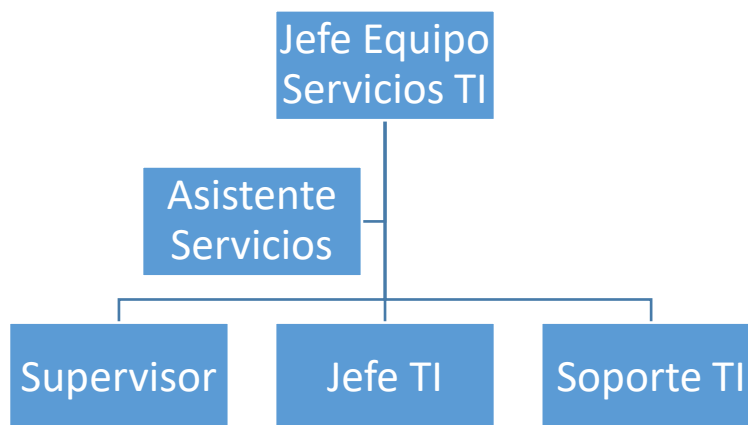 Jefe Equipo
Servicios TI
Asistente
Servicios
Supervisor
Jefe TI
Soporte TI